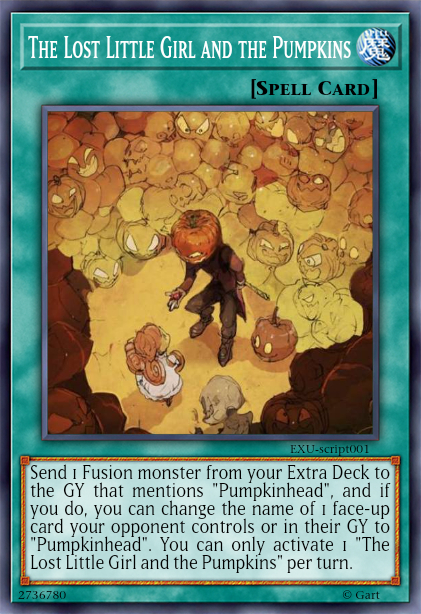 THE LOST LITTLE GIRL AND THE PUMPKINS 魔
[SPELL CARD]
EXU-script001
Send 1 Fusion monster from your Extra Deck to
the GY that mentions "Pumpkinhead", and if
you do, you can change the name of 1 face-up
card your opponent controls or in their GY to
"Pumpkinhead". You can only activate 1 "The
Lost Little Girl and the Pumpkins" per turn.
2736780 © Gart